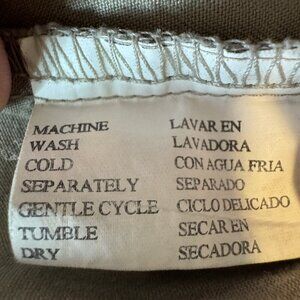 MACHINE
WASH
COLD
SEPARATELY
GENTLE CYCLE
TUMBLE
DRY
LAVAR EN
LAVADORA
CON AGUA FRIA
SEPARADO
CICLO DELICADO
SECAR EN
SECADORA